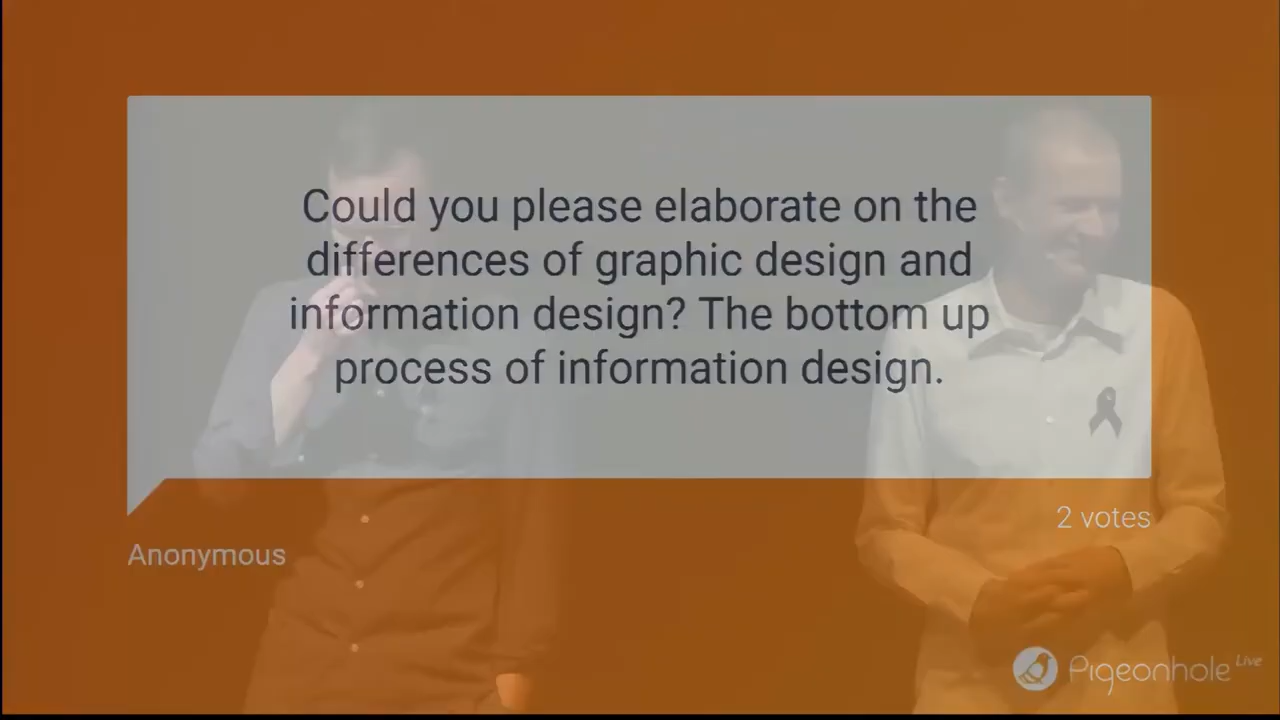 Could you please elaborate on the
differences of graphic design and
information design? The bottom up
process of information design.
2 votes
Anonymous
Pigeonhole Live